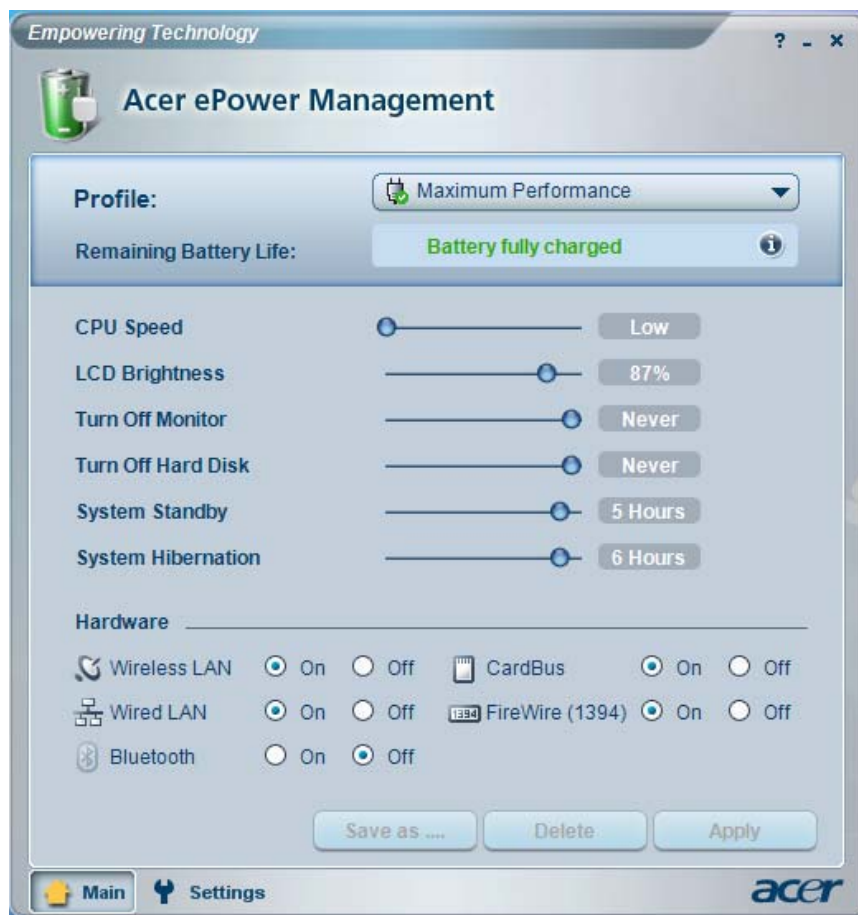 Empowering Technology
? - ×
Acer ePower Management
Profile: Maximum Performance
Remaining Battery Life: Battery fully charged
CPU Speed Low
LCD Brightness 87%
Turn Off Monitor Never
Turn Off Hard Disk Never
System Standby 5 Hours
System Hibernation 6 Hours
Hardware
Wireless LAN On Off CardBus On Off
Wired LAN On Off 1394 FireWire (1394) On Off
Bluetooth On Off
Save as .... Delete Apply
Main Settings acer